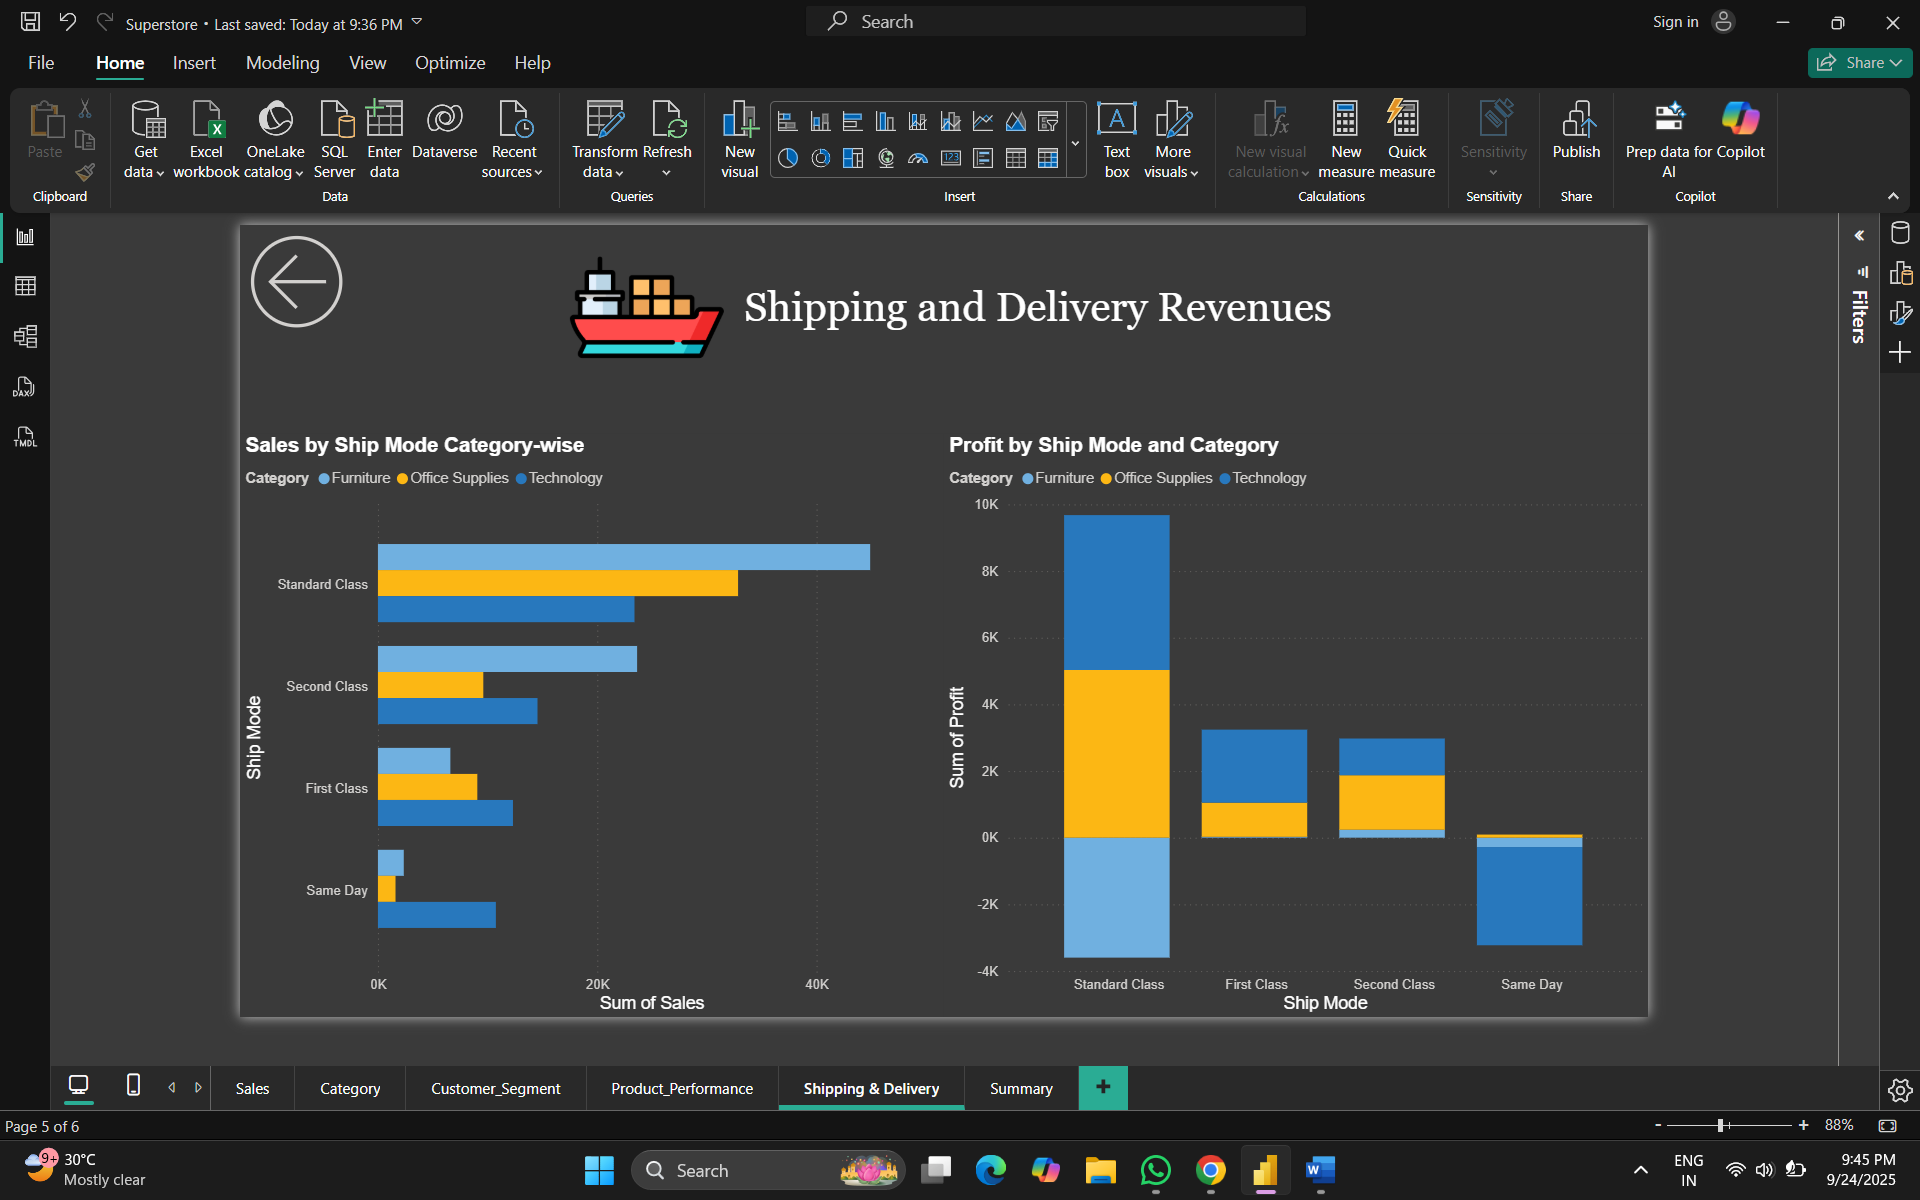 Superstore • Last saved: Today at 9:36 PM
Search
Sign in
File
Home
Insert
Modeling
View
Optimize
Help
Share
Paste
Get data
Excel workbook
OneLake catalog
SQL Server
Enter data
Dataverse
Recent sources
Transform data
Refresh
New visual
123
A
Text box
More visuals
New visual calculation
New measure
Quick measure
Sensitivity
Publish
Prep data for AI
Copilot
Clipboard
Data
Queries
Insert
Calculations
Sensitivity
Share
Copilot
DAX
TMDL
Filters
Shipping and Delivery Revenues
Sales by Ship Mode Category-wise
Category Furniture Office Supplies Technology
Ship Mode
Standard Class
Second Class
First Class
Same Day
0K 20K 40K
Sum of Sales
Profit by Ship Mode and Category
Category Furniture Office Supplies Technology
Sum of Profit
10K
8K
6K
4K
2K
0K
-2K
-4K
Standard Class First Class Second Class Same Day
Ship Mode
Sales
Category
Customer_Segment
Product_Performance
Shipping & Delivery
Summary
+
Page 5 of 6
- + 88%
9+
30°C
Mostly clear
Search
ENG
IN
9:45 PM
9/24/2025